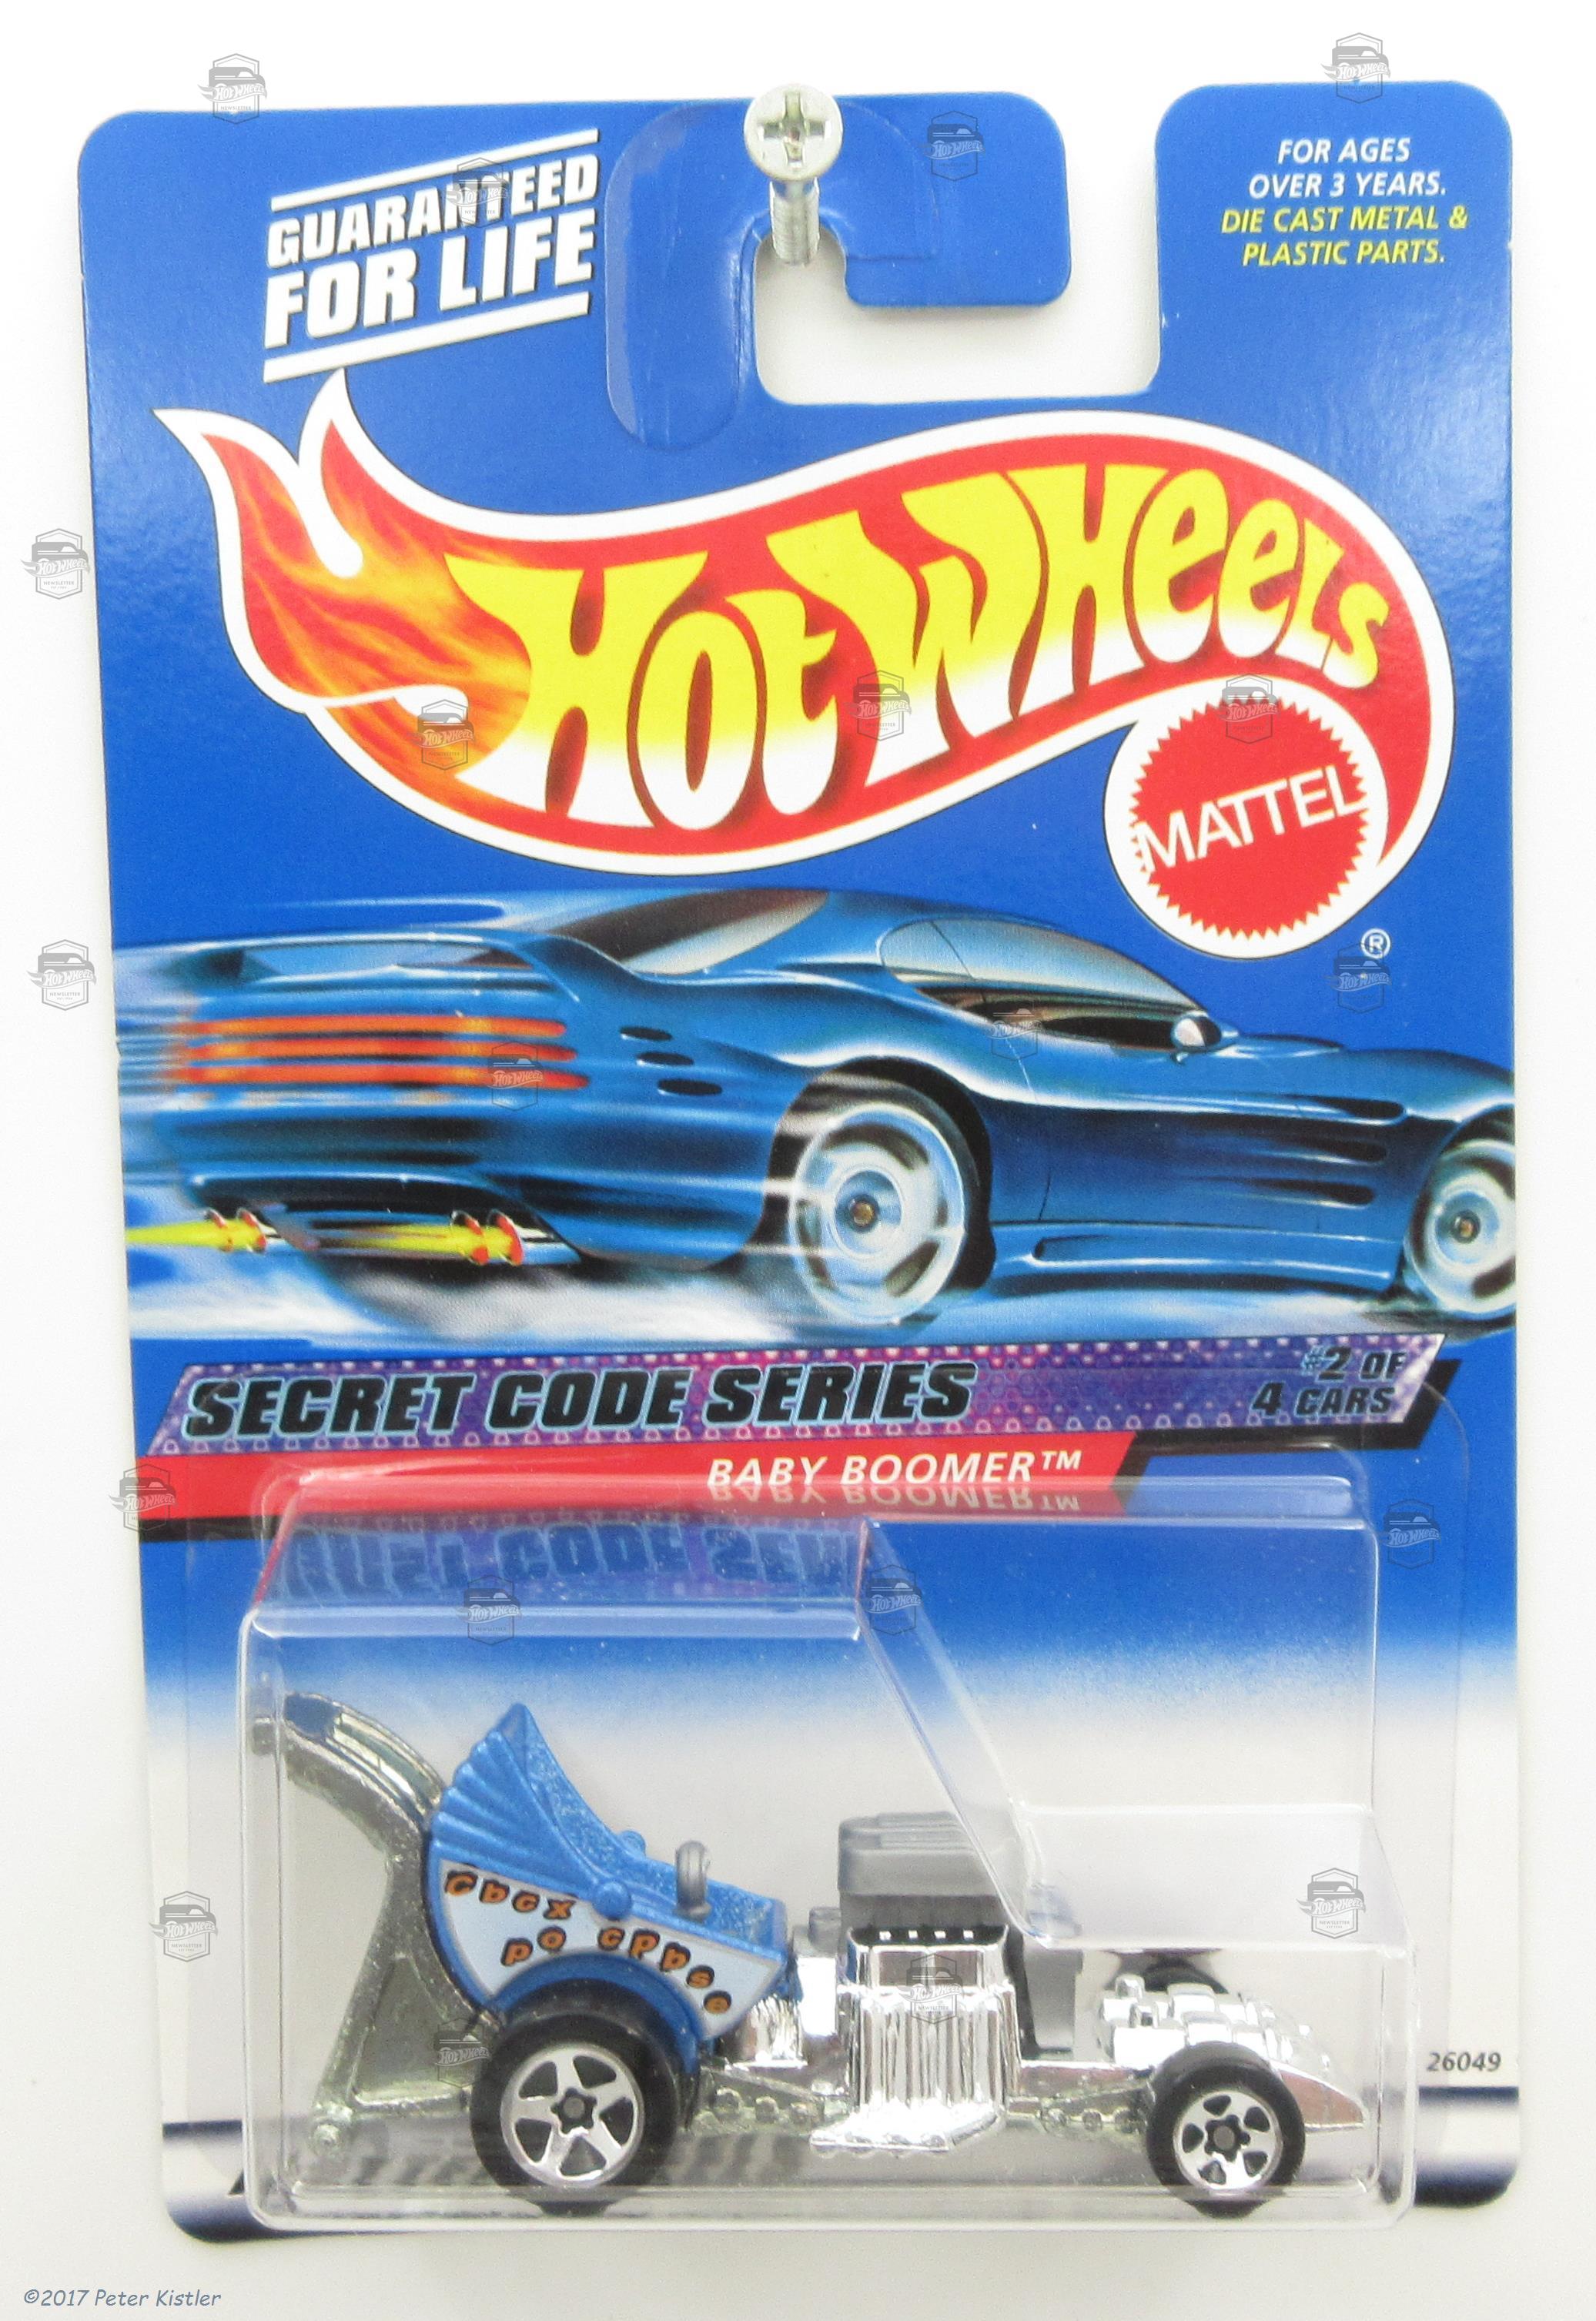 GUARANTEED
FOR LIFE
FOR AGES
OVER 3 YEARS.
DIE CAST METAL &
PLASTIC PARTS.
HOT WHEELS
MATTEL
®
SECRET CODE SERIES
#2 OF
4 CARS
BABY BOOMER™
26049
©2017 Peter Kistler